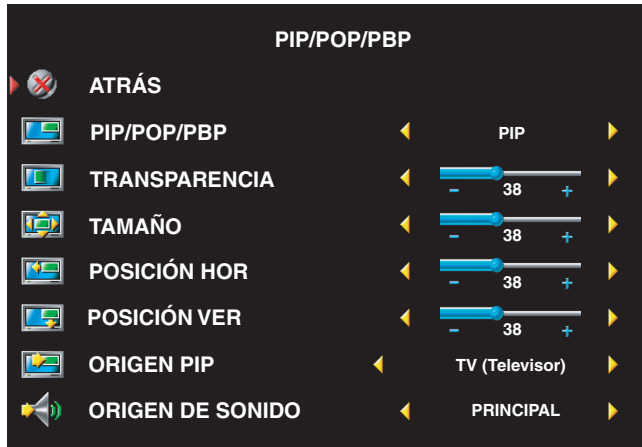 PIP/POP/PBP
ATRÁS
PIP/POP/PBP PIP
TRANSPARENCIA - 38 +
TAMAÑO - 38 +
POSICIÓN HOR - 38 +
POSICIÓN VER - 38 +
ORIGEN PIP TV (Televisor)
ORIGEN DE SONIDO PRINCIPAL